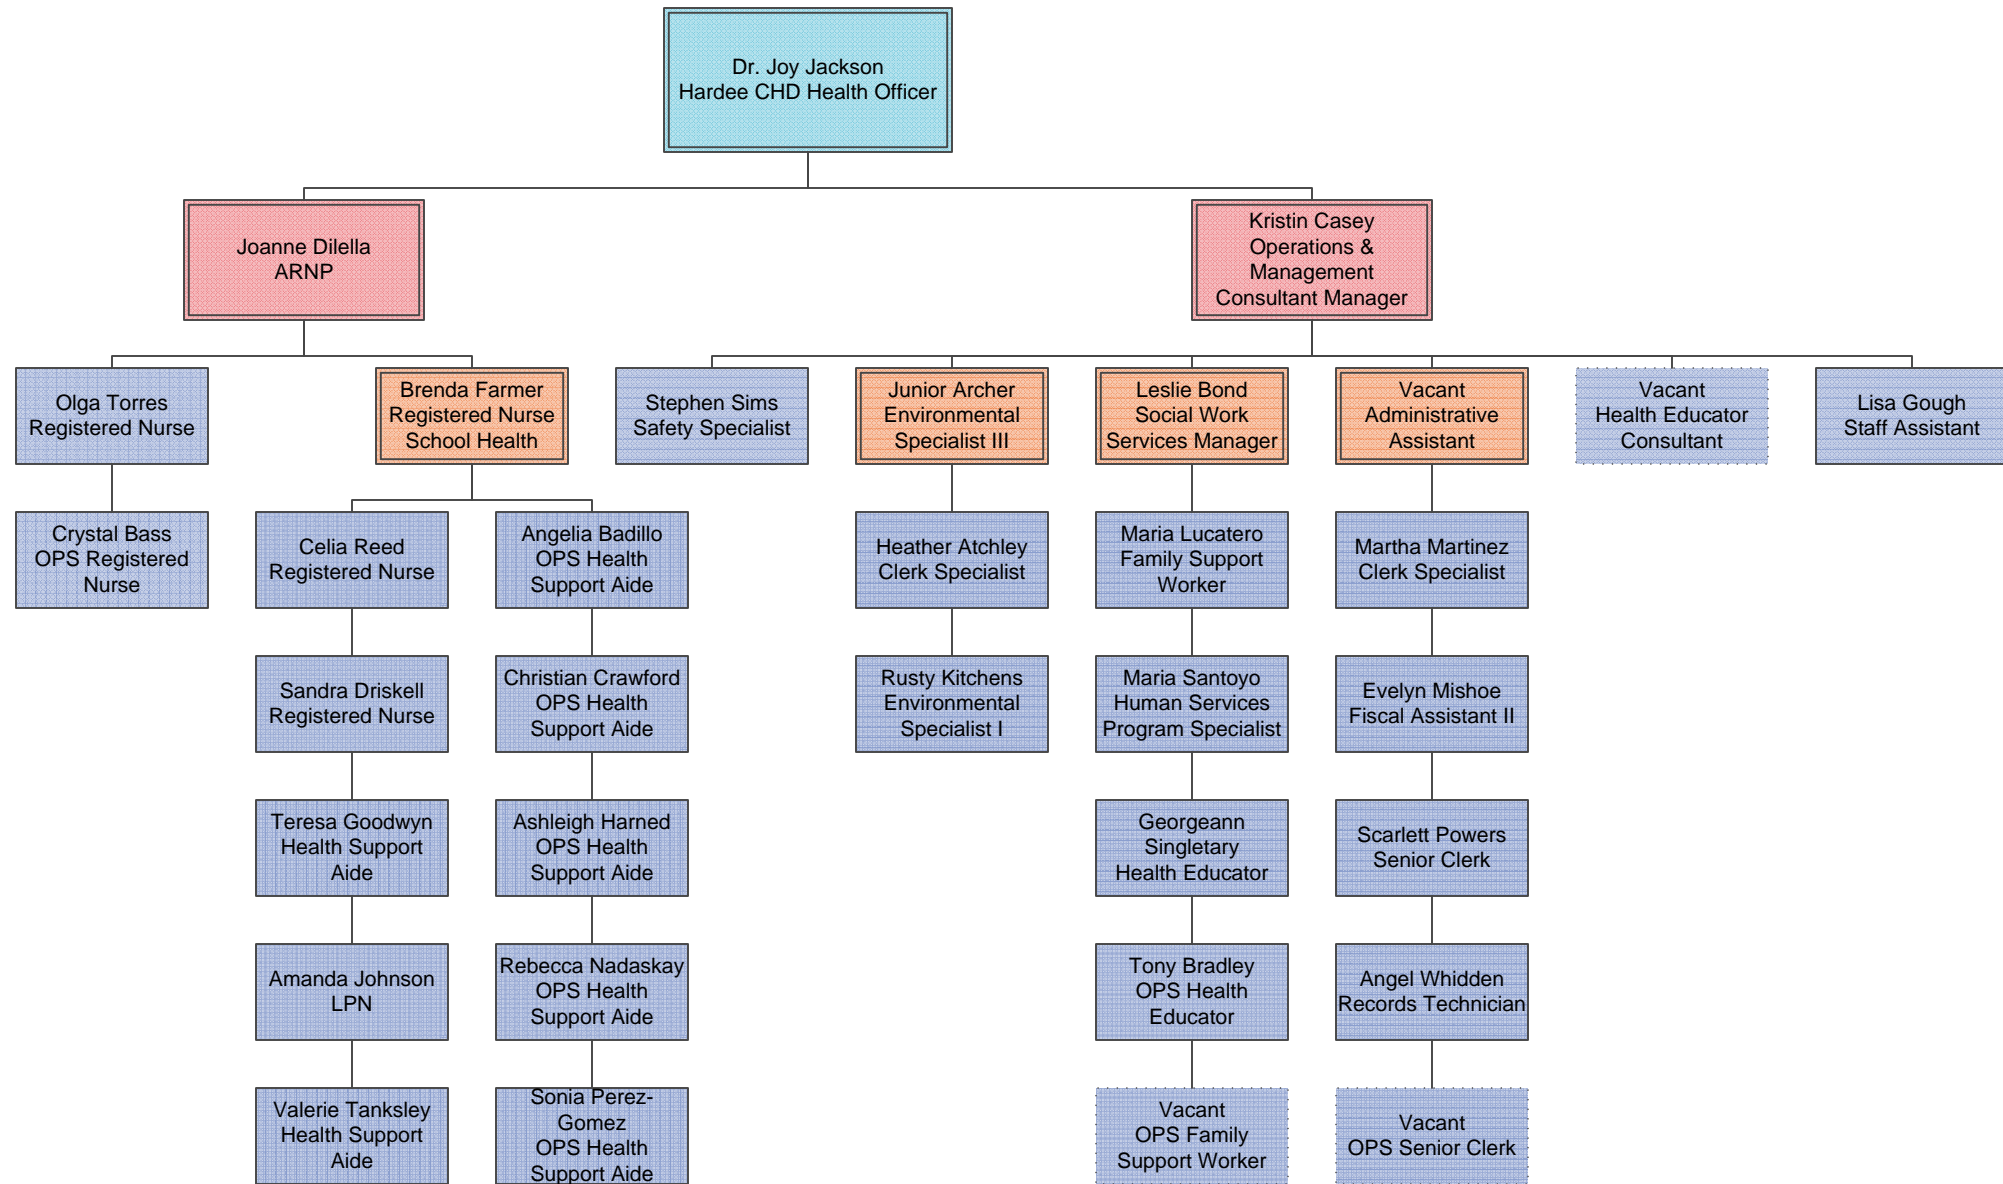 Dr. Joy Jackson
Hardee CHD Health Officer
Joanne Dilella
ARNP
Kristin Casey
Operations &
Management
Consultant Manager
Olga Torres
Registered Nurse
Brenda Farmer
Registered Nurse
School Health
Stephen Sims
Safety Specialist
Junior Archer
Environmental
Specialist III
Leslie Bond
Social Work
Services Manager
Vacant
Administrative
Assistant
Vacant
Health Educator
Consultant
Lisa Gough
Staff Assistant
Crystal Bass
OPS Registered
Nurse
Celia Reed
Registered Nurse
Angelia Badillo
OPS Health
Support Aide
Heather Atchley
Clerk Specialist
Maria Lucatero
Family Support
Worker
Martha Martinez
Clerk Specialist
Sandra Driskell
Registered Nurse
Christian Crawford
OPS Health
Support Aide
Rusty Kitchens
Environmental
Specialist I
Maria Santoyo
Human Services
Program Specialist
Evelyn Mishoe
Fiscal Assistant II
Teresa Goodwyn
Health Support
Aide
Ashleigh Harned
OPS Health
Support Aide
Georgeann
Singletary
Health Educator
Scarlett Powers
Senior Clerk
Amanda Johnson
LPN
Rebecca Nadaskay
OPS Health
Support Aide
Tony Bradley
OPS Health
Educator
Angel Whidden
Records Technician
Valerie Tanksley
Health Support
Aide
Sonia Perez-
Gomez
OPS Health
Support Aide
Vacant
OPS Family
Support Worker
Vacant
OPS Senior Clerk